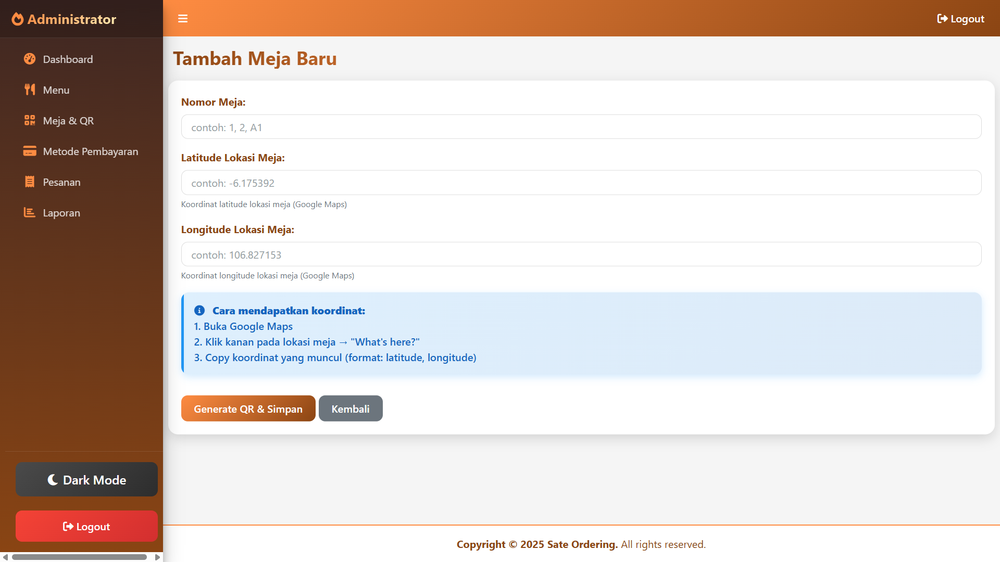 Administrator
Dashboard
Menu
Meja & QR
Metode Pembayaran
Pesanan
Laporan
Dark Mode
Logout
Logout
Tambah Meja Baru
Nomor Meja:
contoh: 1, 2, A1
Latitude Lokasi Meja:
contoh: -6.175392
Koordinat latitude lokasi meja (Google Maps)
Longitude Lokasi Meja:
contoh: 106.827153
Koordinat longitude lokasi meja (Google Maps)
Cara mendapatkan koordinat:
1. Buka Google Maps
2. Klik kanan pada lokasi meja → "What's here?"
3. Copy koordinat yang muncul (format: latitude, longitude)
Generate QR & Simpan
Kembali
Copyright © 2025 Sate Ordering. All rights reserved.